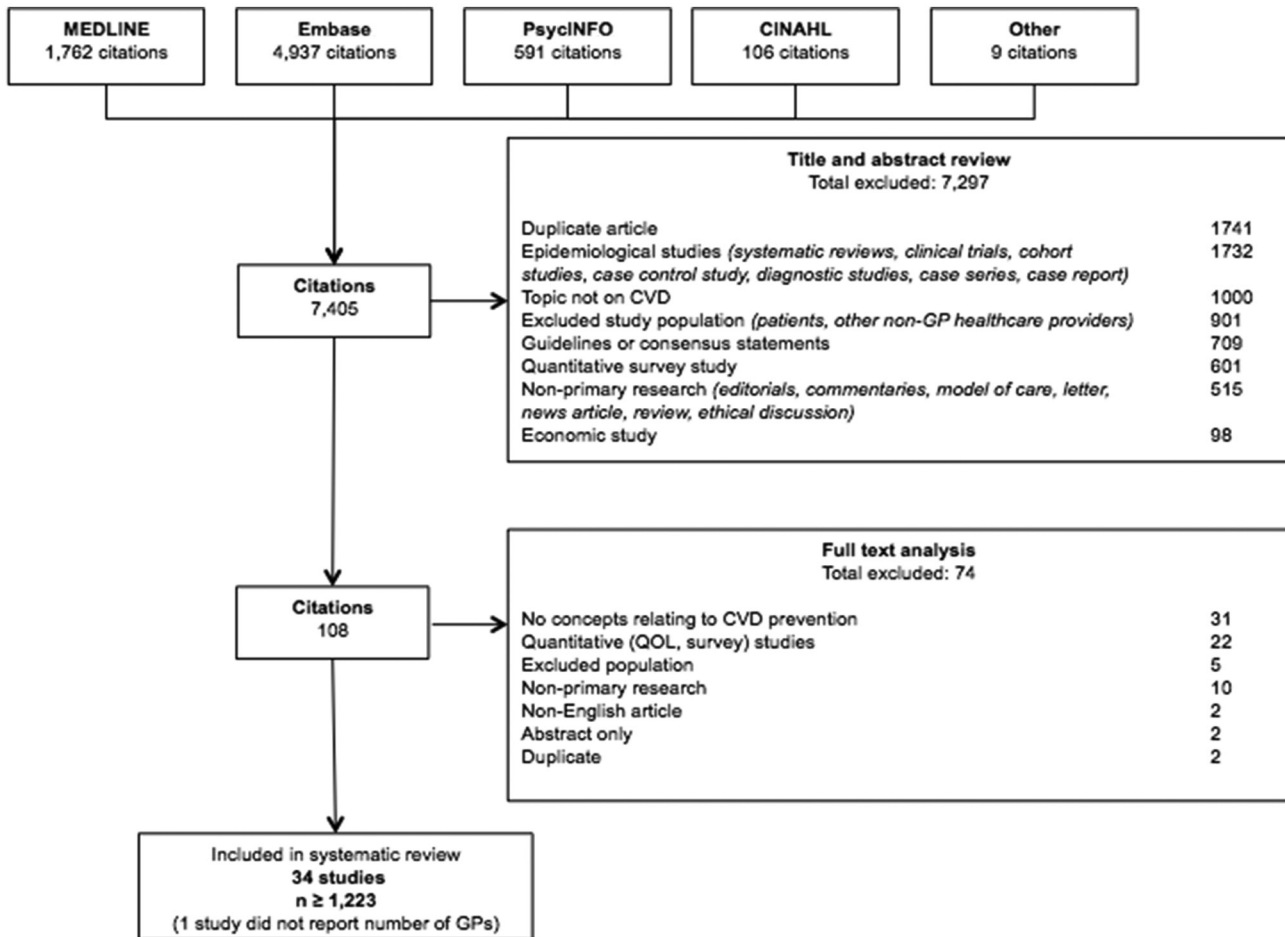 MEDLINE
1,762 citations
Embase
4,937 citations
PsycINFO
591 citations
CINAHL
106 citations
Other
9 citations
Title and abstract review
Total excluded: 7,297
Duplicate article 1741
Epidemiological studies (systematic reviews, clinical trials, cohort 1732
studies, case control study, diagnostic studies, case series, case report)
Topic not on CVD 1000
Excluded study population (patients, other non-GP healthcare providers) 901
Guidelines or consensus statements 709
Quantitative survey study 601
Non-primary research (editorials, commentaries, model of care, letter, 515
news article, review, ethical discussion)
Economic study 98
Citations
7,405
Full text analysis
Total excluded: 74
No concepts relating to CVD prevention 31
Quantitative (QOL, survey) studies 22
Excluded population 5
Non-primary research 10
Non-English article 2
Abstract only 2
Duplicate 2
Citations
108
Included in systematic review
34 studies
n ≥ 1,223
(1 study did not report number of GPs)